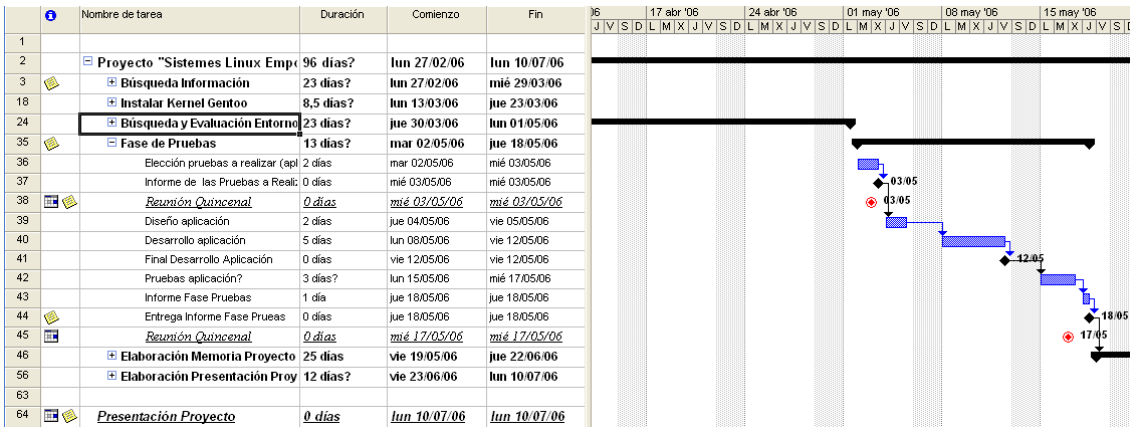 Nombre de tarea Duración Comienzo Fin 06 17 abr '06 24 abr '06 01 may '06 08 may '06 15 may '06
J V S D L M X J V S D L M X J V S D L M X J V S D L M X J V S D L M X J V S
1
2 Proyecto "Sistemes Linux Emp 96 días? lun 27/02/06 lun 10/07/06
3 Búsqueda Información 23 días? lun 27/02/06 mié 29/03/06
18 Instalar Kernel Gentoo 8,5 días? lun 13/03/06 jue 23/03/06
24 Búsqueda y Evaluación Entorno 23 días? jue 30/03/06 lun 01/05/06
35 Fase de Pruebas 13 días? mar 02/05/06 jue 18/05/06
36 Elección pruebas a realizar (apl 2 días mar 02/05/06 mié 03/05/06
37 Informe de las Pruebas a Reali 0 días mié 03/05/06 mié 03/05/06 03/05
38 Reunión Quincenal 0 días mié 03/05/06 mié 03/05/06 03/05
39 Diseño aplicación 2 días jue 04/05/06 vie 05/05/06
40 Desarrollo aplicación 5 días lun 08/05/06 vie 12/05/06
41 Final Desarrollo Aplicación 0 días vie 12/05/06 vie 12/05/06 12/05
42 Pruebas aplicación? 3 días? lun 15/05/06 mié 17/05/06
43 Informe Fase Pruebas 1 día jue 18/05/06 jue 18/05/06
44 Entrega Informe Fase Prueas 0 días jue 18/05/06 jue 18/05/06 18/05
45 Reunión Quincenal 0 días mié 17/05/06 mié 17/05/06 17/05
46 Elaboración Memoria Proyecto 25 días vie 19/05/06 jue 22/06/06
56 Elaboración Presentación Proy 12 días? vie 23/06/06 lun 10/07/06
63
64 Presentación Proyecto 0 días lun 10/07/06 lun 10/07/06